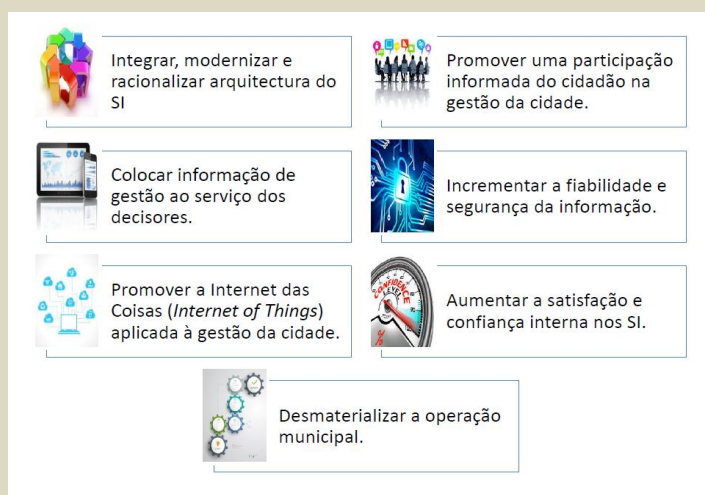 Integrar, modernizar e
racionalizar arquitectura do
SI
Promover uma participação
informada do cidadão na
gestão da cidade.
Colocar informação de
gestão ao serviço dos
decisores.
Incrementar a fiabilidade e
segurança da informação.
Promover a Internet das
Coisas (Internet of Things)
aplicada à gestão da cidade.
CONFIDENCE
LEVEL
%
Aumentar a satisfação e
confiança interna nos SI.
Desmaterializar a operação
municipal.